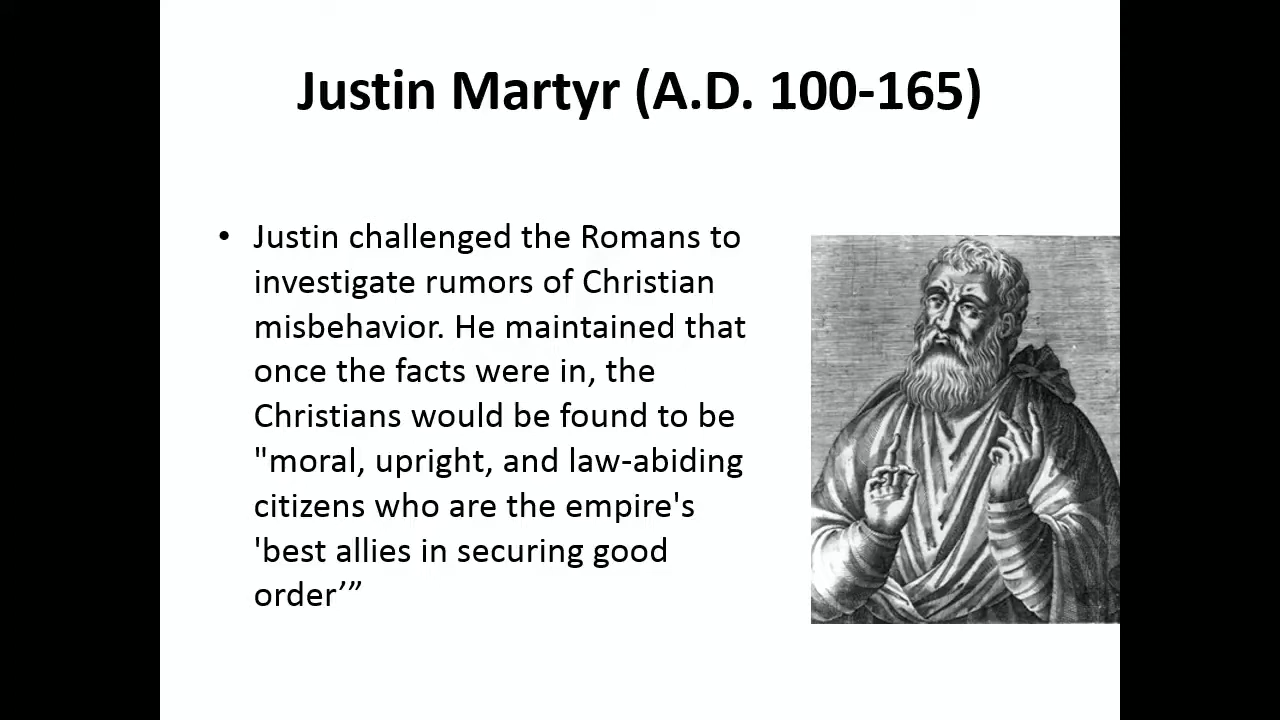 Justin Martyr (A.D. 100-165)
• Justin challenged the Romans to
investigate rumors of Christian
misbehavior. He maintained that
once the facts were in, the
Christians would be found to be
"moral, upright, and law-abiding
citizens who are the empire's
'best allies in securing good
order’”